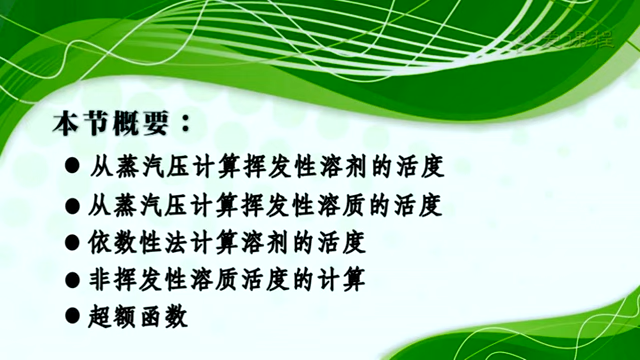 本节概要：
● 从蒸汽压计算挥发性溶剂的活度
● 从蒸汽压计算挥发性溶质的活度
● 依数性法计算溶剂的活度
● 非挥发性溶质活度的计算
● 超额函数